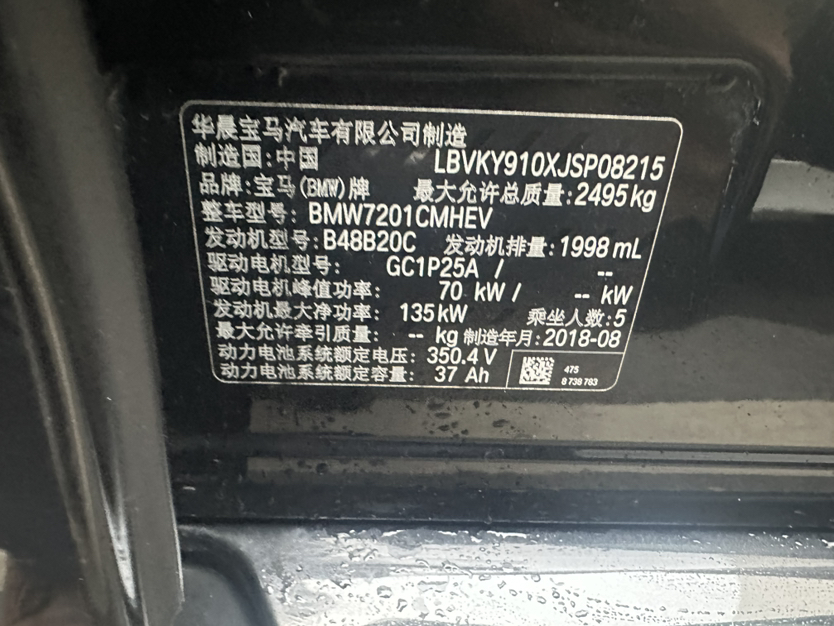 华晨宝马汽车有限公司制造
制造国:中国 LBVKY910XJSP08215
品牌:宝马(BMW)牌 最大允许总质量:2495kg
整车型号:BMW7201CMHEV
发动机型号:B48B20C 发动机排量:1998 mL
驱动电机型号: GC1P25A / --
驱动电机峰值功率: 70 kW / -- kW
发动机最大净功率: 135kW 乘坐人数:5
最大允许牵引质量: -- kg 制造年月:2018-08
动力电池系统额定电压: 350.4 V
动力电池系统额定容量: 37 Ah
475
8 738 783